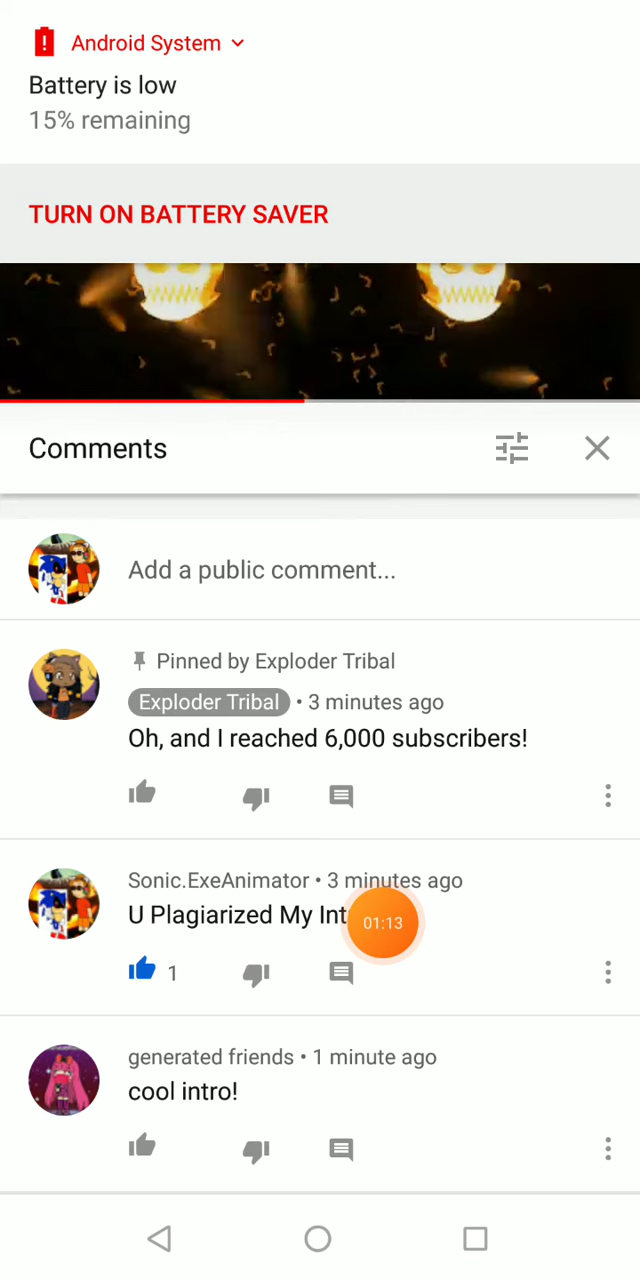 Android System
Battery is low
15% remaining
TURN ON BATTERY SAVER
Comments
Add a public comment...
Pinned by Exploder Tribal
Exploder Tribal • 3 minutes ago
Oh, and I reached 6,000 subscribers!
Sonic.ExeAnimator • 3 minutes ago
U Plagiarized My Int
01:13
1
generated friends • 1 minute ago
cool intro!